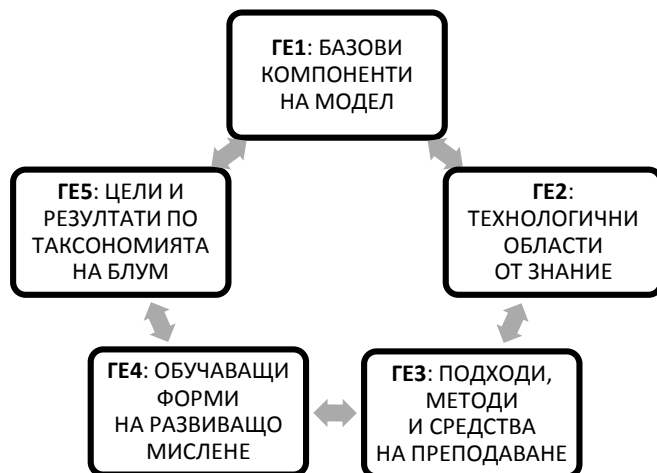 ГЕ1: БАЗОВИ
КОМПОНЕНТИ
НА МОДЕЛ
ГЕ5: ЦЕЛИ И
РЕЗУЛТАТИ ПО
ТАКСОНОМИЯТА
НА БЛУМ
ГЕ2:
ТЕХНОЛОГИЧНИ
ОБЛАСТИ
ОТ ЗНАНИЕ
ГЕ4: ОБУЧАВАЩИ
ФОРМИ
НА РАЗВИВАЩО
МИСЛЕНЕ
ГЕ3: ПОДХОДИ,
МЕТОДИ
И СРЕДСТВА
НА ПРЕПОДАВАНЕ